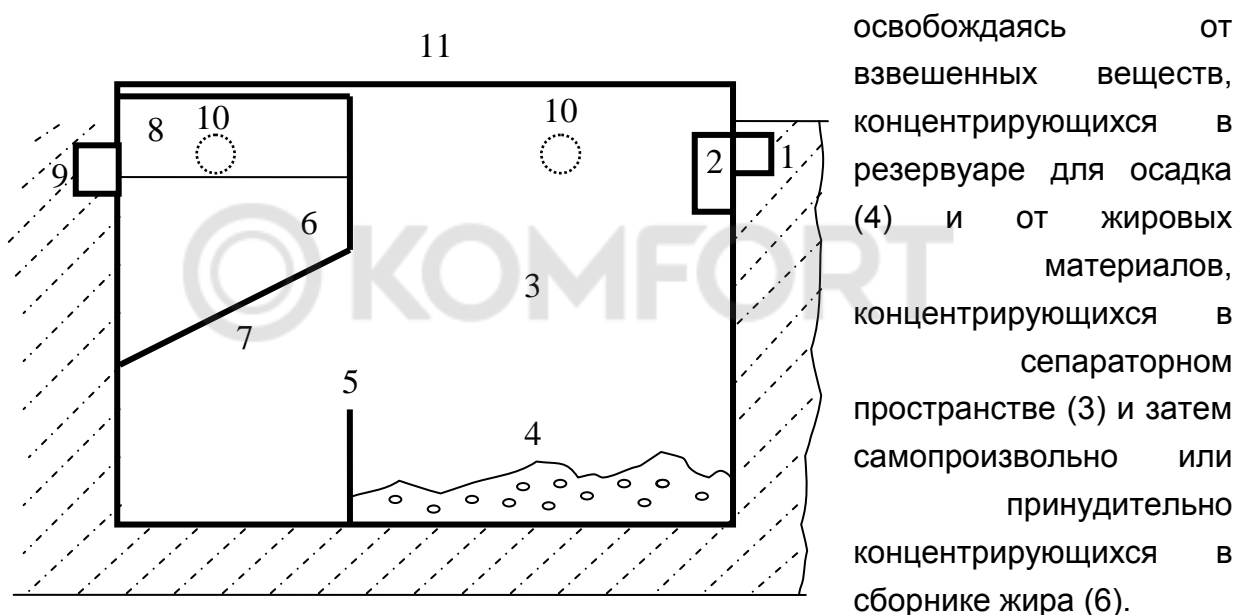 11
8
10
10
9
2
1
6
KOMFORT
3
7
5
4
освобождаясь от
взвешенных веществ,
концентрирующихся в
резервуаре для осадка
(4) и от жировых
материалов,
концентрирующихся в
сепараторном
пространстве (3) и затем
самопроизвольно или
принудительно
концентрирующихся в
сборнике жира (6).